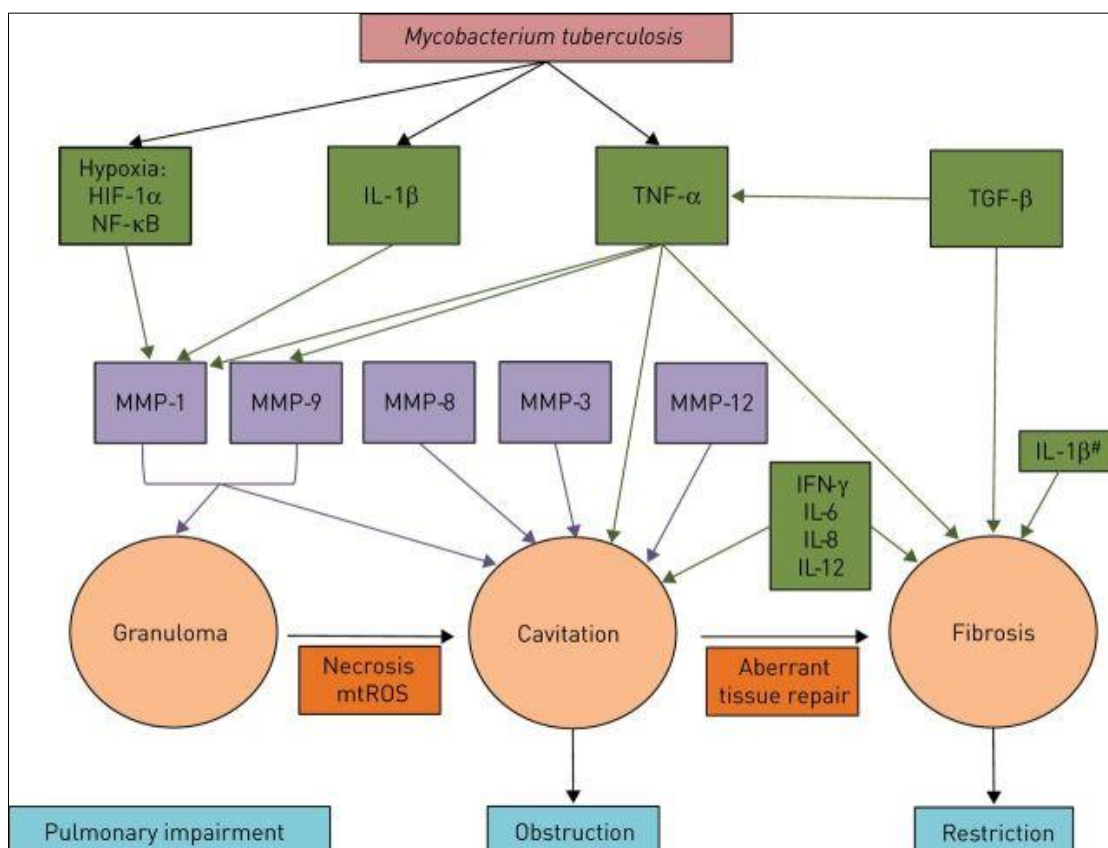 Mycobacterium tuberculosis
Hypoxia:
HIF-1α
NF-κB
IL-1β
TNF-α
TGF-β
MMP-1
MMP-9
MMP-8
MMP-3
MMP-12
IL-1β#
IFN-γ
IL-6
IL-8
IL-12
Granuloma
Necrosis
mtROS
Cavitation
Aberrant
tissue repair
Fibrosis
Pulmonary impairment
Obstruction
Restriction